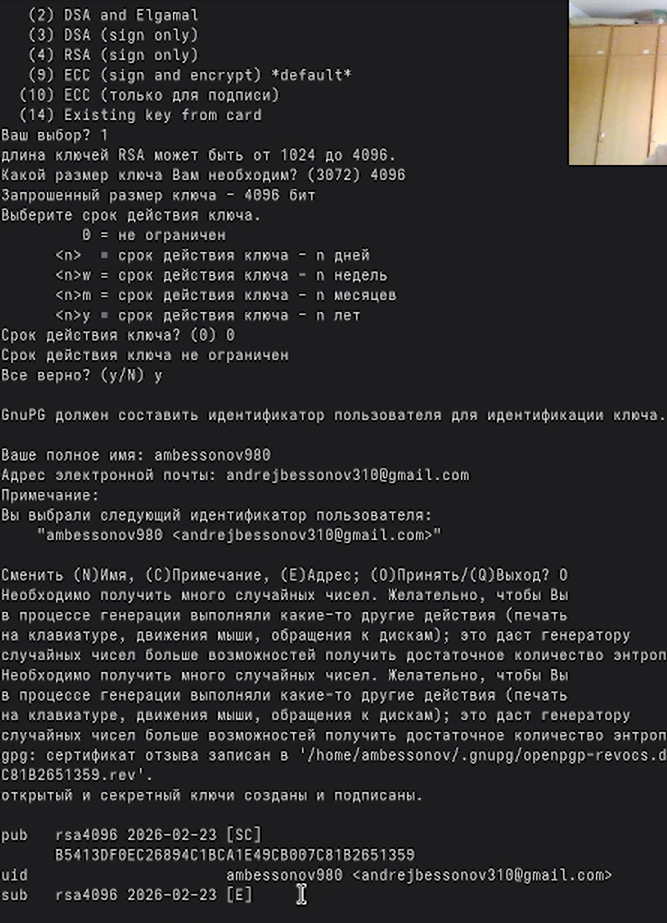 (2) DSA and Elgamal
(3) DSA (sign only)
(4) RSA (sign only)
(9) ECC (sign and encrypt) *default*
(10) ECC (только для подписи)
(14) Existing key from card
Ваш выбор? 1
длина ключей RSA может быть от 1024 до 4096.
Какой размер ключа Вам необходим? (3072) 4096
Запрошенный размер ключа - 4096 бит
Выберите срок действия ключа.
0 = не ограничен
<n> = срок действия ключа - n дней
<n>w = срок действия ключа - n недель
<n>m = срок действия ключа - n месяцев
<n>y = срок действия ключа - n лет
Срок действия ключа? (0) 0
Срок действия ключа не ограничен
Все верно? (y/N) y
GnuPG должен составить идентификатор пользователя для идентификации ключа.
Ваше полное имя: ambessonov980
Адрес электронной почты: andrejbessonov310@gmail.com
Примечание:
Вы выбрали следующий идентификатор пользователя:
"ambessonov980 <andrejbessonov310@gmail.com>"
Сменить (N)Имя, (C)Примечание, (E)Адрес; (O)Принять/(Q)Выход? O
Необходимо получить много случайных чисел. Желательно, чтобы Вы
в процессе генерации выполняли какие-то другие действия (печать
на клавиатуре, движения мыши, обращения к дискам); это даст генератору
случайных чисел больше возможностей получить достаточное количество энтроп
Необходимо получить много случайных чисел. Желательно, чтобы Вы
в процессе генерации выполняли какие-то другие действия (печать
на клавиатуре, движения мыши, обращения к дискам); это даст генератору
случайных чисел больше возможностей получить достаточное количество энтроп
gpg: сертификат отзыва записан в '/home/ambessonov/.gnupg/openpgp-revocs.d
C81B2651359.rev'.
открытый и секретный ключи созданы и подписаны.
pub rsa4096 2026-02-23 [SC]
B5413DF0EC26894C1BCA1E49CB007C81B2651359
uid ambessonov980 <andrejbessonov310@gmail.com>
sub rsa4096 2026-02-23 [E]